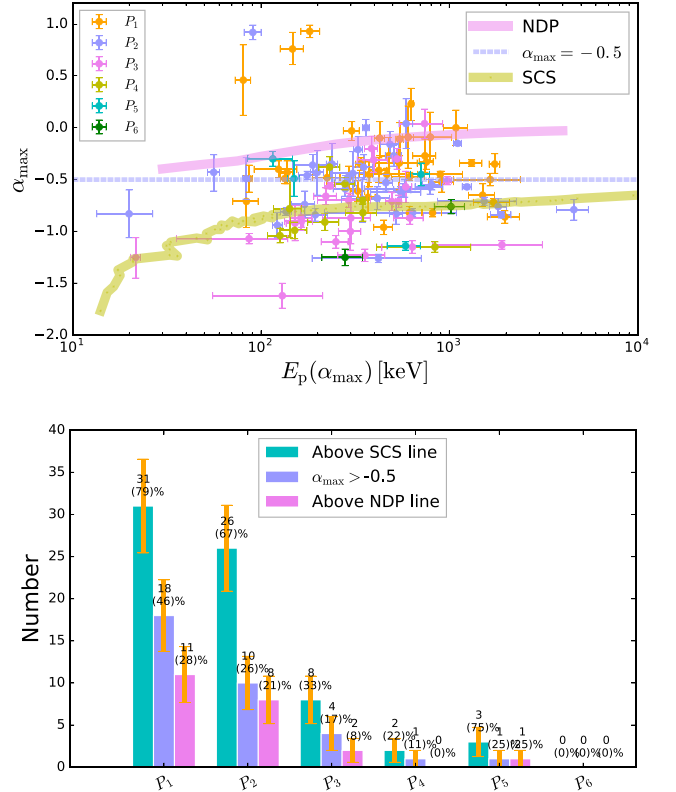 1.0
0.5
0.0
−0.5
−1.0
−1.5
−2.0
α_max
P_1
P_2
P_3
P_4
P_5
P_6
NDP
α_max = −0.5
SCS
10^1
10^2
10^3
10^4
E_p(α_max) [keV]
40
35
30
25
20
15
10
5
0
Number
Above SCS line
α_max >-0.5
Above NDP line
31
(79)%
18
(46)%
11
(28)%
26
(67)%
10
(26)%
8
(21)%
8
(33)%
4
(17)%
2
(8)%
2
(22)%
1
(11)%
0
(0)%
3
(75)%
1
(25)%
1
(25)%
0
(0)%
0
(0)%
0
(0)%
P_1
P_2
P_3
P_4
P_5
P_6